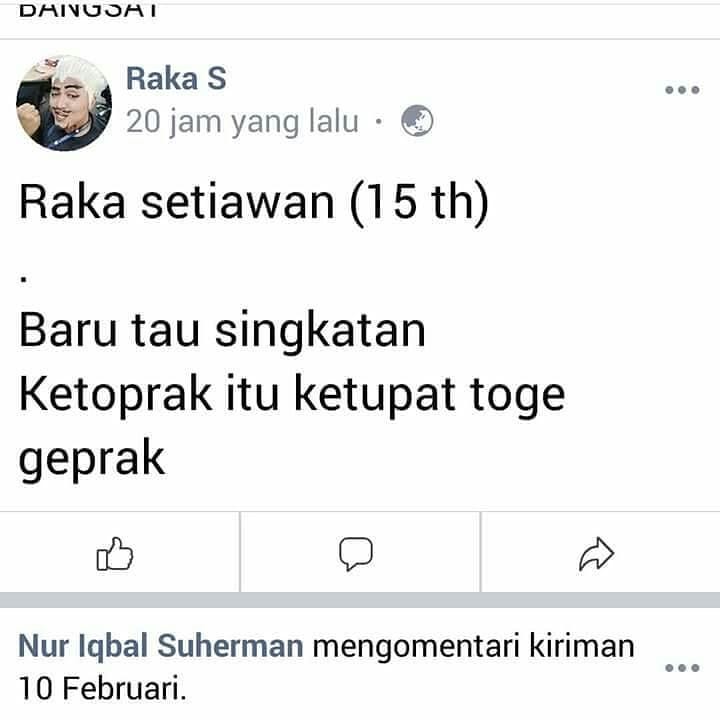 BANGSAT
Raka S
20 jam yang lalu ·
Raka setiawan (15 th)
.
Baru tau singkatan
Ketoprak itu ketupat toge
geprak
Nur Iqbal Suherman mengomentari kiriman
10 Februari.